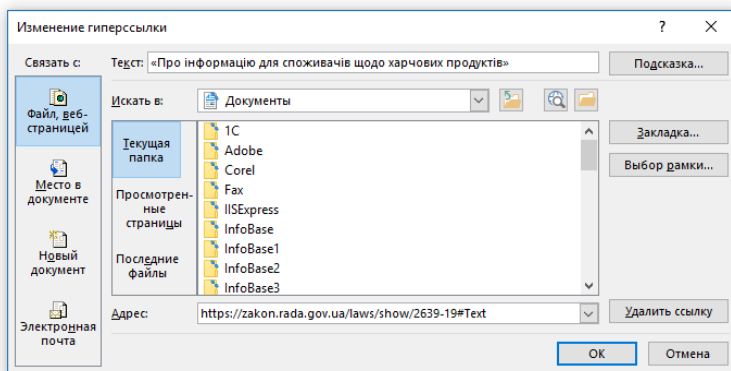 Изменение гиперссылки
? ×
Связать с:
Текст: «Про інформацію для споживачів щодо харчових продуктів»
Подсказка...
Файл, веб-
страницей
Место в
документе
Новый
документ
Электронная
почта
Искать в: Документы
Текущая
папка
Просмотрен-
ные
страницы
Последние
файлы
1C
Adobe
Corel
Fax
IISExpress
InfoBase
InfoBase1
InfoBase2
InfoBase3
Закладка...
Выбор рамки...
Адрес: https://zakon.rada.gov.ua/laws/show/2639-19#Text
Удалить ссылку
ОК Отмена